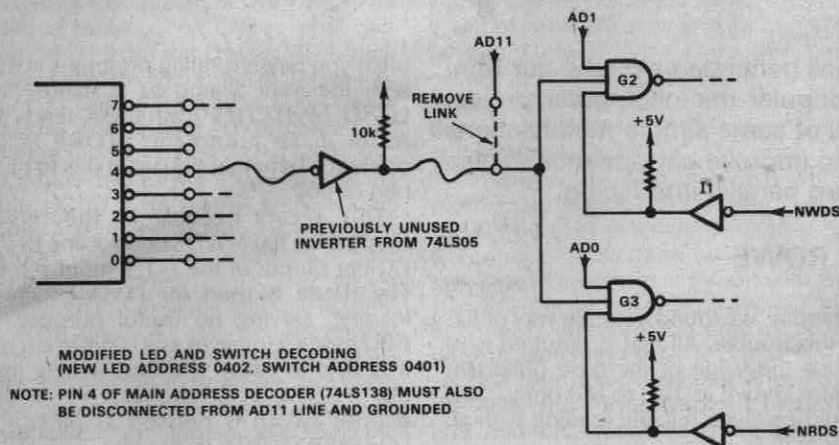 AD1
AD11
G2
REMOVE
LINK
+5V
7
6
5
4
3
2
1
0
10k
I1
NWDS
PREVIOUSLY UNUSED
INVERTER FROM 74LS05
AD0
G3
+5V
MODIFIED LED AND SWITCH DECODING
(NEW LED ADDRESS 0402, SWITCH ADDRESS 0401)
NOTE: PIN 4 OF MAIN ADDRESS DECODER (74LS138) MUST ALSO
BE DISCONNECTED FROM AD11 LINE AND GROUNDED
NRDS